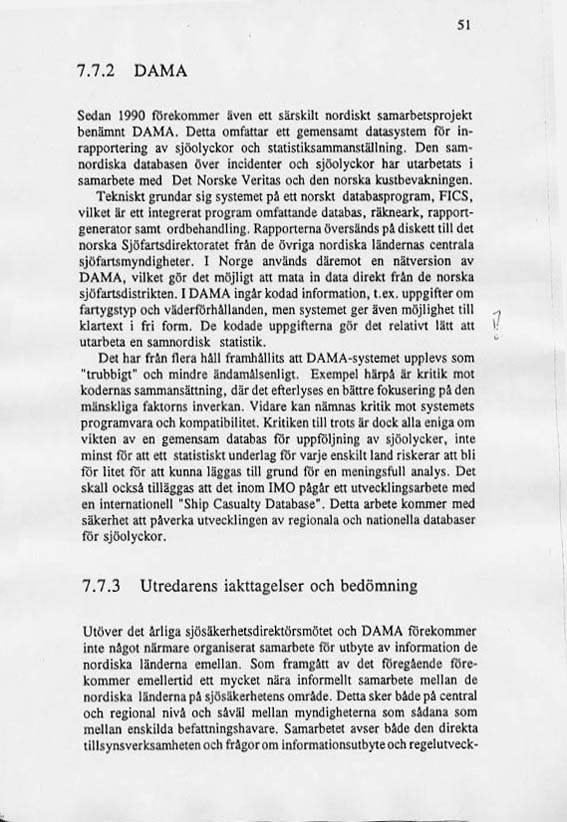 51
7.7.2 DAMA
Sedan 1990 förekommer även ett särskilt nordiskt samarbetsprojekt
benämnt DAMA. Detta omfattar ett gemensamt datasystem för in-
rapportering av sjöolyckor och statistiksammanställning. Den sam-
nordiska databasen över incidenter och sjöolyckor har utarbetats i
samarbete med Det Norske Veritas och den norska kustbevakningen.
Tekniskt grundar sig systemet på ett norskt databasprogram, FICS,
vilket är ett integrerat program omfattande databas, räkneark, rapport-
generator samt ordbehandling. Rapporterna översänds på diskett till det
norska Sjöfartsdirektoratet från de övriga nordiska ländernas centrala
sjöfartsmyndigheter. I Norge används däremot en nätversion av
DAMA, vilket gör det möjligt att mata in data direkt från de norska
sjöfartsdistrikten. I DAMA ingår kodad information, t.ex. uppgifter om
fartygstyp och väderförhållanden, men systemet ger även möjlighet till
klartext i fri form. De kodade uppgifterna gör det relativt lätt att
utarbeta en samnordisk statistik.
Det har från flera håll framhållits att DAMA-systemet upplevs som
"trubbigt" och mindre ändamålsenligt. Exempel härpå är kritik mot
kodernas sammansättning, där det efterlyses en bättre fokusering på den
mänskliga faktorns inverkan. Vidare kan nämnas kritik mot systemets
programvara och kompatibilitet. Kritiken till trots är dock alla eniga om
vikten av en gemensam databas för uppföljning av sjöolycker, inte
minst för att ett statistiskt underlag för varje enskilt land riskerar att bli
för litet för att kunna läggas till grund för en meningsfull analys. Det
skall också tilläggas att det inom IMO pågår ett utvecklingsarbete med
en internationell "Ship Casualty Database". Detta arbete kommer med
säkerhet att påverka utvecklingen av regionala och nationella databaser
för sjöolyckor.
7.7.3 Utredarens iakttagelser och bedömning
Utöver det årliga sjösäkerhetsdirektörsmötet och DAMA förekommer
inte något närmare organiserat samarbete för utbyte av information de
nordiska länderna emellan. Som framgått av det föregående före-
kommer emellertid ett mycket nära informellt samarbete mellan de
nordiska länderna på sjösäkerhetens område. Detta sker både på central
och regional nivå och såväl mellan myndigheterna som sådana som
mellan enskilda befattningshavare. Samarbetet avser både den direkta
tillsynsverksamheten och frågor om informationsutbyte och regelutveck-